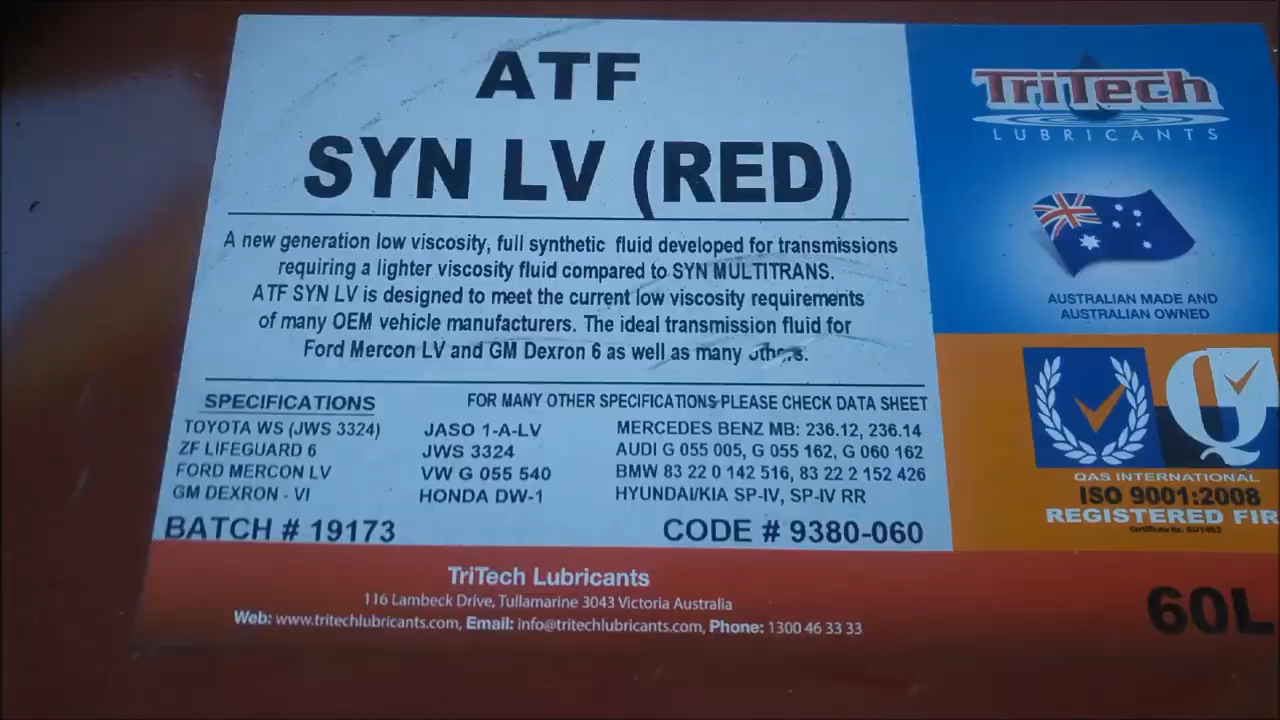 ATF
SYN LV (RED)
A new generation low viscosity, full synthetic fluid developed for transmissions
requiring a lighter viscosity fluid compared to SYN MULTITRANS.
ATF SYN LV is designed to meet the current low viscosity requirements
of many OEM vehicle manufacturers. The ideal transmission fluid for
Ford Mercon LV and GM Dexron 6 as well as many others.
SPECIFICATIONS
FOR MANY OTHER SPECIFICATIONS PLEASE CHECK DATA SHEET
TOYOTA WS (JWS 3324) JASO 1-A-LV MERCEDES BENZ MB: 236.12, 236.14
ZF LIFEGUARD 6 JWS 3324 AUDI G 055 005, G 055 162, G 060 162
FORD MERCON LV VW G 055 540 BMW 83 22 0 142 516, 83 22 2 152 426
GM DEXRON - VI HONDA DW-1 HYUNDAI/KIA SP-IV, SP-IV RR
BATCH # 19173 CODE # 9380-060
TriTech Lubricants
116 Lambeck Drive, Tullamarine 3043 Victoria Australia
Web: www.tritechlubricants.com, Email: info@tritechlubricants.com, Phone: 1300 46 33 33
TriTech
LUBRICANTS
AUSTRALIAN MADE AND
AUSTRALIAN OWNED
Q
QAS INTERNATIONAL
ISO 9001:2008
REGISTERED FIR
Certificate No.
60L